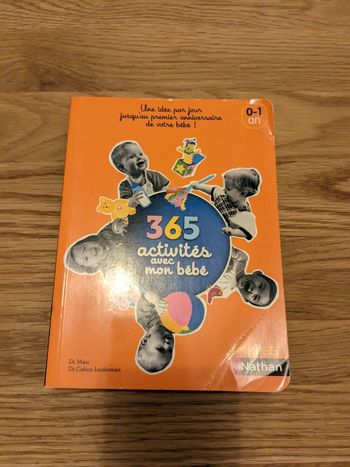 Une idée par jour
jusqu'au premier anniversaire
de votre bébé !
0-1
an
365
activités
avec
mon bébé
Dr. Masi
Dr. Cohen Leiderman
Nathan